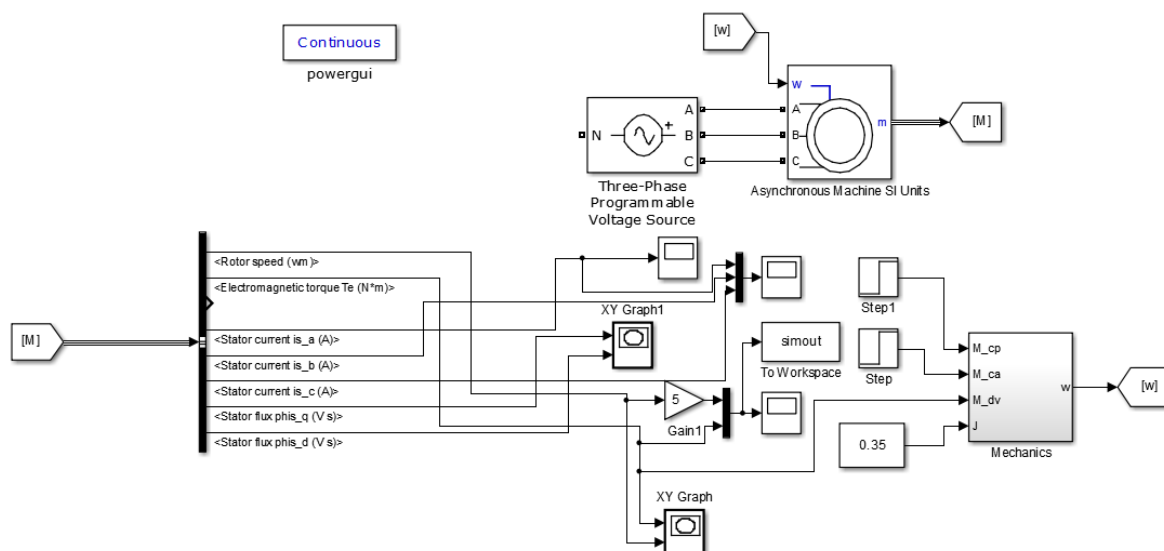 Continuous
powergui
[w]
w
A
B
C
m
[M]
N
+
A
B
C
Three-Phase
Programmable
Voltage Source
Asynchronous Machine SI Units
[M]
<Rotor speed (wm)>
<Electromagnetic torque Te (N*m)>
<Stator current is_a (A)>
<Stator current is_b (A)>
<Stator current is_c (A)>
<Stator flux phis_q (V s)>
<Stator flux phis_d (V s)>
XY Graph1
5
Gain1
simout
To Workspace
XY Graph
Step1
Step
0.35
M_cp
M_ca
M_dv
J
w
Mechanics
[w]